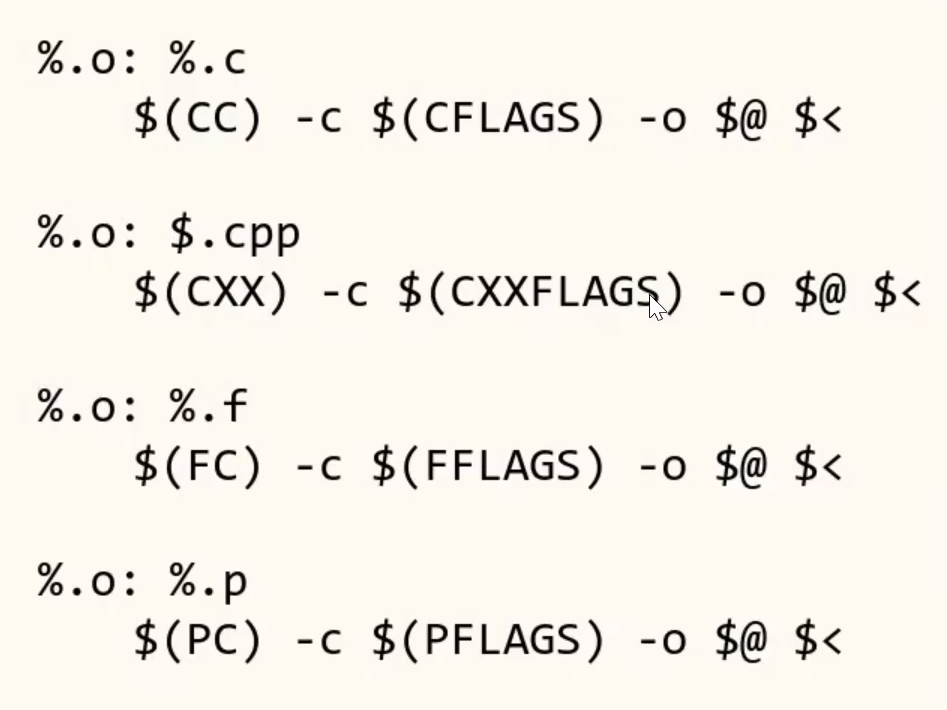 %.o: %.c
$(CC) -c $(CFLAGS) -o $@ $<
%.o: $.cpp
$(CXX) -c $(CXXFLAGS) -o $@ $<
%.o: %.f
$(FC) -c $(FFLAGS) -o $@ $<
%.o: %.p
$(PC) -c $(PFLAGS) -o $@ $<